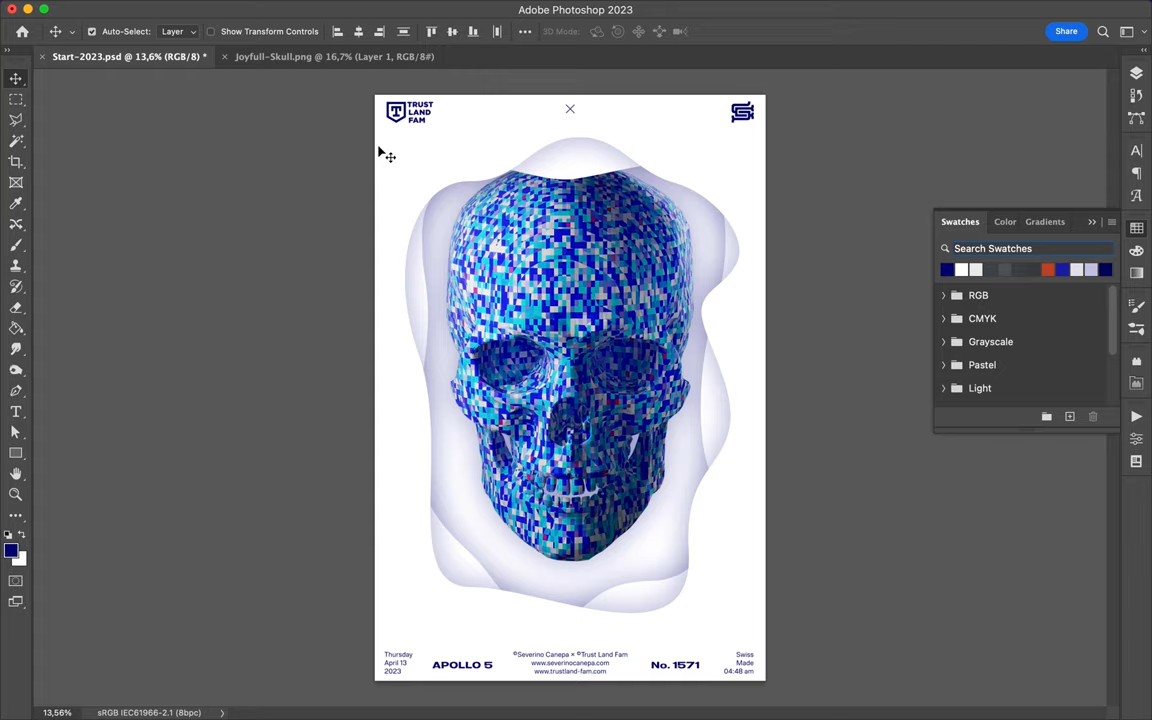 Adobe Photoshop 2023
Auto-Select: Layer Show Transform Controls 3D Mode: Share
Start-2023.psd @ 13,6% (RGB/8) * Joyfull-Skull.png @ 16,7% (Layer 1, RGB/8#)
TRUST
LAND
FAM
Swatches Color Gradients
Search Swatches
RGB
CMYK
Grayscale
Pastel
Light
Thursday
April 13
2023
APOLLO 5
©Severino Canepa × ©Trust Land Fam
www.severinocanepa.com
www.trustland-fam.com
No. 1571
Swiss
Made
04:48 am
13,56% sRGB IEC61966-2.1 (8bpc)